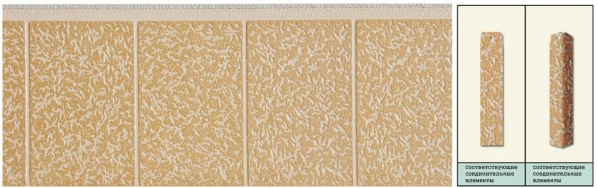 соответствующие
соединительные
элементы
соответствующие
соединительные
элементы